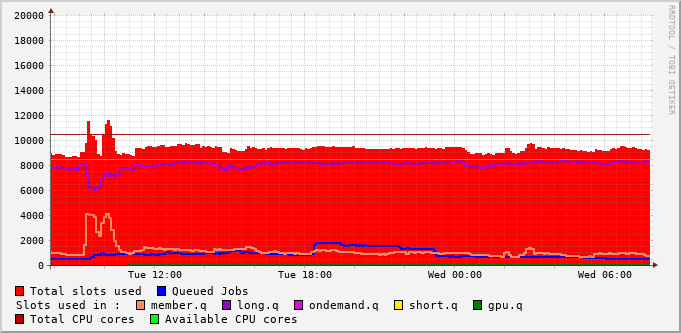 20000
18000
16000
14000
12000
10000
8000
6000
4000
2000
0
Tue 12:00 Tue 18:00 Wed 00:00 Wed 06:00
RRDTOOL / TOBI OETIKER
Total slots used Queued Jobs
Slots used in : member.q long.q ondemand.q short.q gpu.q
Total CPU cores Available CPU cores